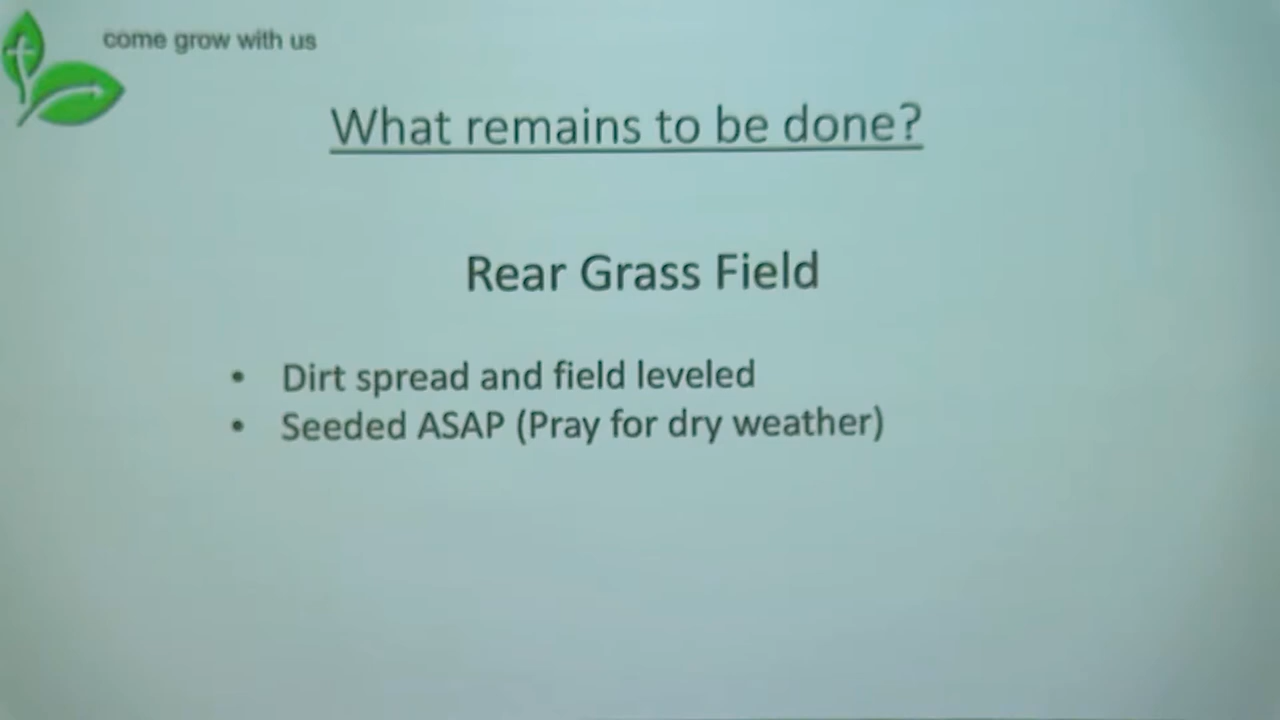 come grow with us
What remains to be done?
Rear Grass Field
• Dirt spread and field leveled
• Seeded ASAP (Pray for dry weather)